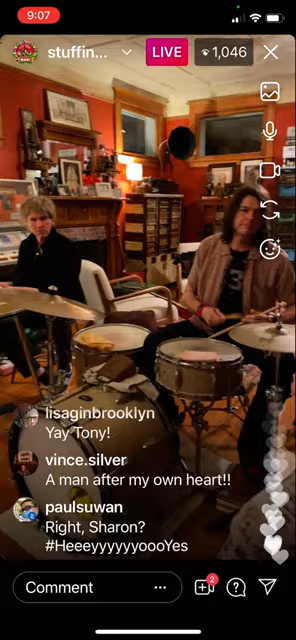 9:07
stuffin...
LIVE
1,046
lisaginbrooklyn
Yay Tony!
vince.silver
A man after my own heart!!
paulsuwan
Right, Sharon?
#HeeeyyyyyyoooYes
Comment
2